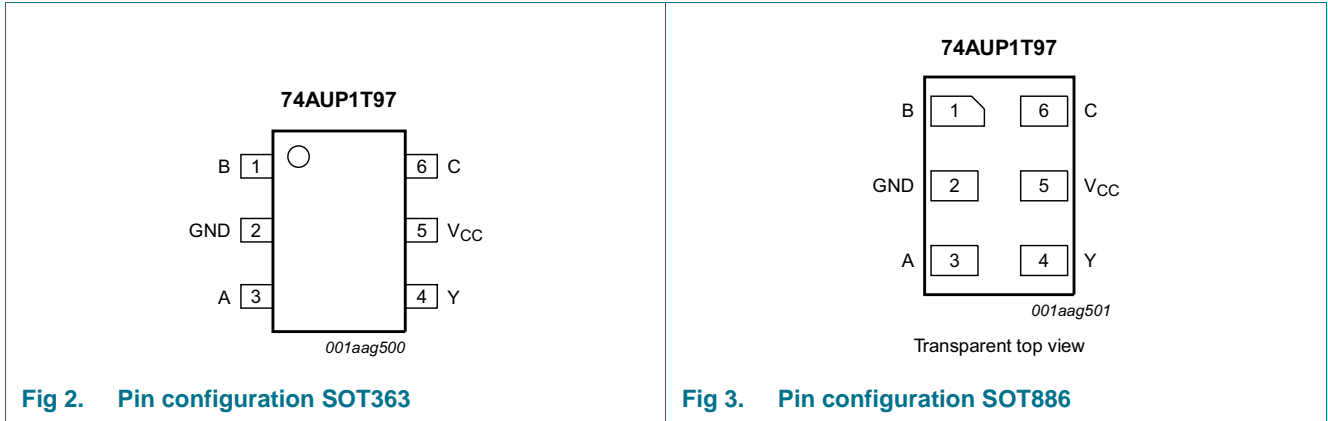 74AUP1T97
B 1 6 C
GND 2 5 VCC
A 3 4 Y
001aag500
Fig 2. Pin configuration SOT363
74AUP1T97
B 1 6 C
GND 2 5 VCC
A 3 4 Y
001aag501
Transparent top view
Fig 3. Pin configuration SOT886